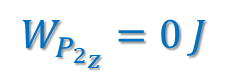 W_{P_{2_z}} = 0 J